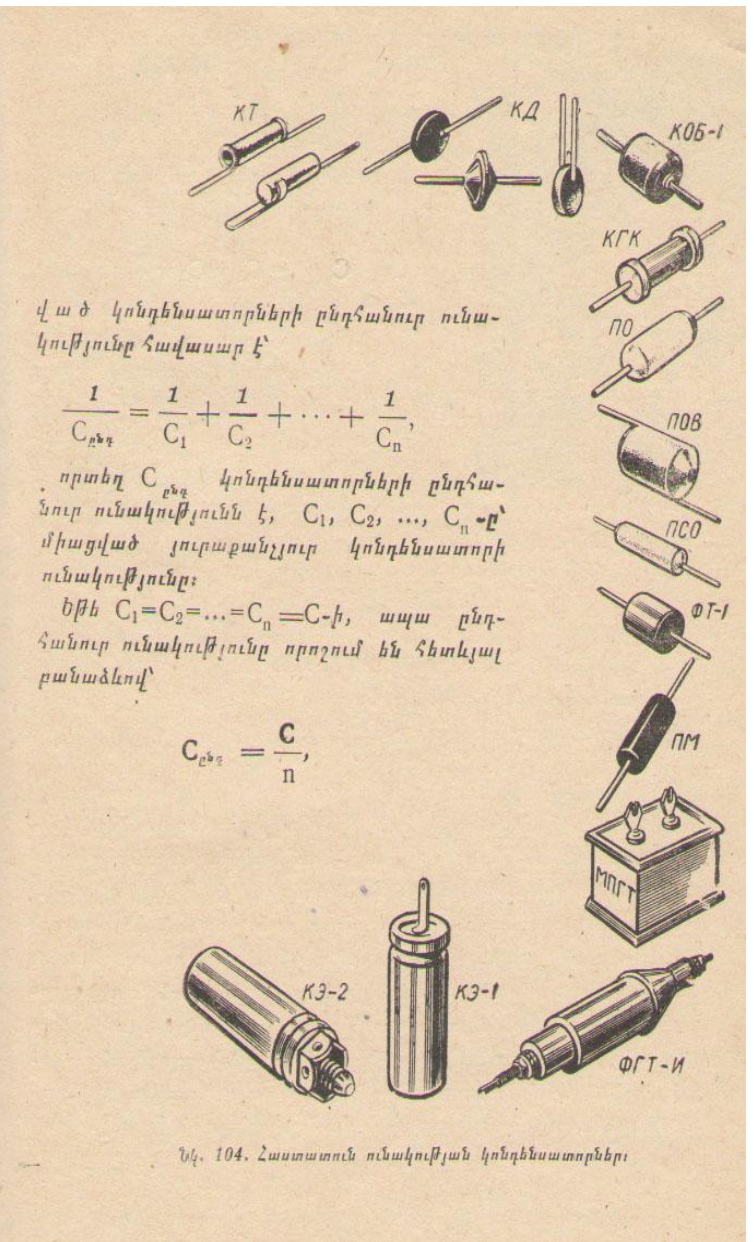 КТ
КД
КОБ-1
КГК
ПО
ПОВ
ПСО
ФТ-1
ПМ
МПГТ
ված կոնդենսատորների ընդհանուր ունա-
կությունը հավասար է՝
1/Cընդ = 1/C₁ + 1/C₂ + ··· + 1/Cₙ,
որտեղ Cընդ կոնդենսատորների ընդհա-
նուր ունակությունն է, C₁, C₂, ..., Cₙ-ը՝
միացված յուրաքանչյուր կոնդենսատորի
ունակությունը։
Եթե C₁=C₂=...=Cₙ=C-ի, ապա ընդ-
հանուր ունակությունը որոշում են հետևյալ
բանաձևով՝
Cընդ = C/n,
КЭ-2
КЭ-1
ФГТ-И
Նկ. 104. Հաստատուն ունակության կոնդենսատորներ։